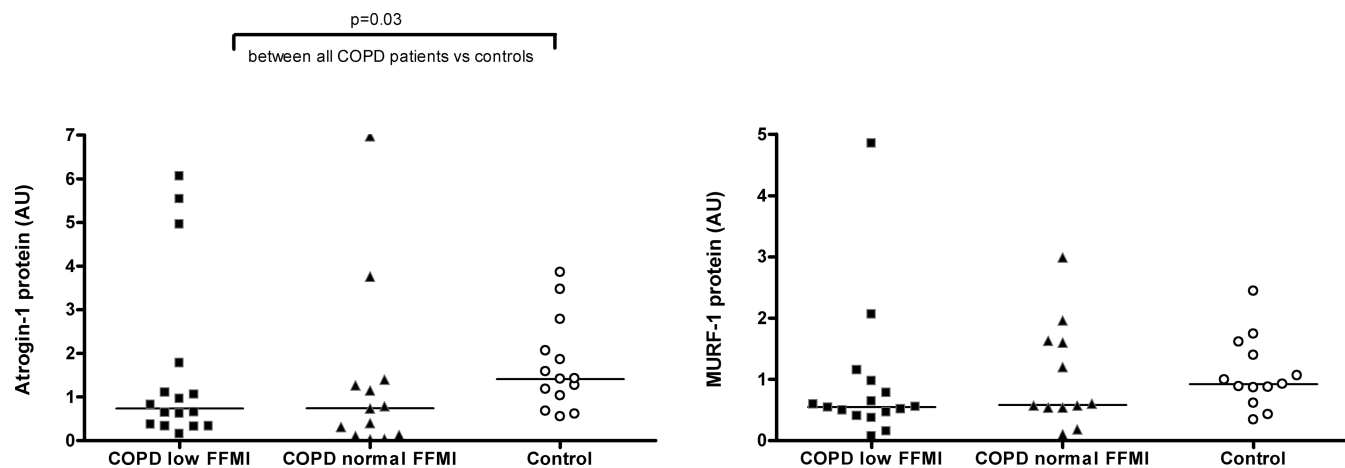 p=0.03
between all COPD patients vs controls
Atrogin-1 protein (AU)
7
6
5
4
3
2
1
0
COPD low FFMI
COPD normal FFMI
Control
MURF-1 protein (AU)
5
4
3
2
1
0
COPD low FFMI
COPD normal FFMI
Control